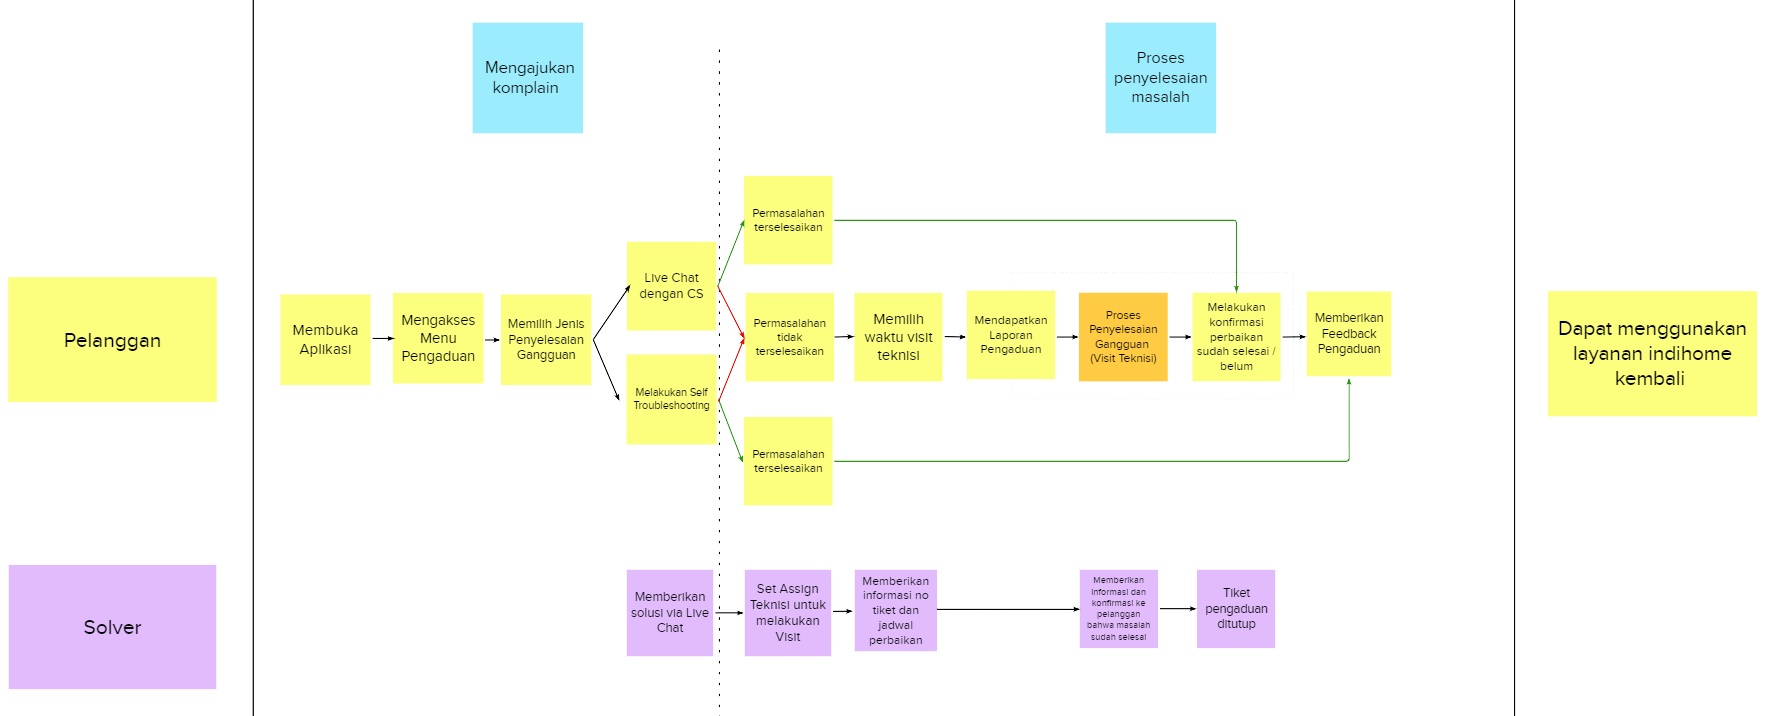 Mengajukan
komplain
Proses
penyelesaian
masalah
Pelanggan
Membuka
Aplikasi
Mengakses
Menu
Pengaduan
Memilih Jenis
Penyelesaian
Gangguan
Live Chat
dengan CS
Melakukan Self
Troubleshooting
Permasalahan
terselesaikan
Permasalahan
tidak
terselesaikan
Permasalahan
terselesaikan
Memilih
waktu visit
teknisi
Mendapatkan
Laporan
Pengaduan
Proses
Penyelesaian
Gangguan
(Visit Teknisi)
Melakukan
konfirmasi
perbaikan
sudah selesai /
belum
Memberikan
Feedback
Pengaduan
Dapat menggunakan
layanan indihome
kembali
Solver
Memberikan
solusi via Live
Chat
Set Assign
Teknisi untuk
melakukan
Visit
Memberikan
informasi no
tiket dan
jadwal
perbaikan
Memberikan
informasi dan
konfirmasi ke
pelanggan
bahwa masalah
sudah selesai
Tiket
pengaduan
ditutup